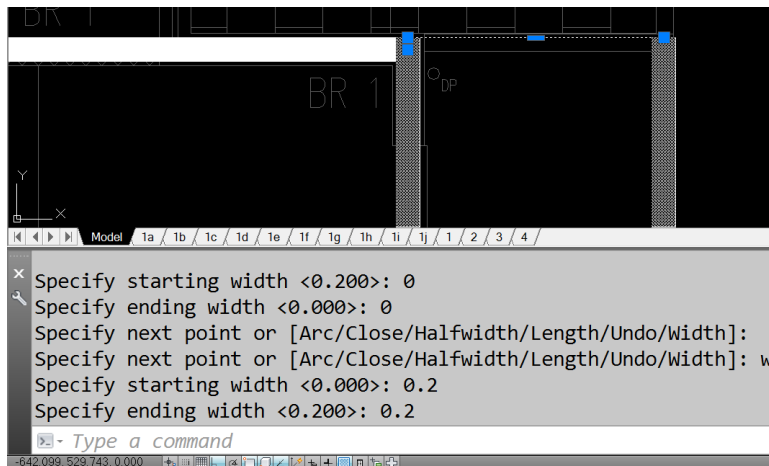 BR 1
BR 1
DP
Y
X
Model 1a 1b 1c 1d 1e 1f 1g 1h 1i 1j 1 2 3 4
Specify starting width <0.200>: 0
Specify ending width <0.000>: 0
Specify next point or [Arc/Close/Halfwidth/Length/Undo/Width]:
Specify next point or [Arc/Close/Halfwidth/Length/Undo/Width]: w
Specify starting width <0.000>: 0.2
Specify ending width <0.200>: 0.2
Type a command
-642.099, 529.743, 0.000